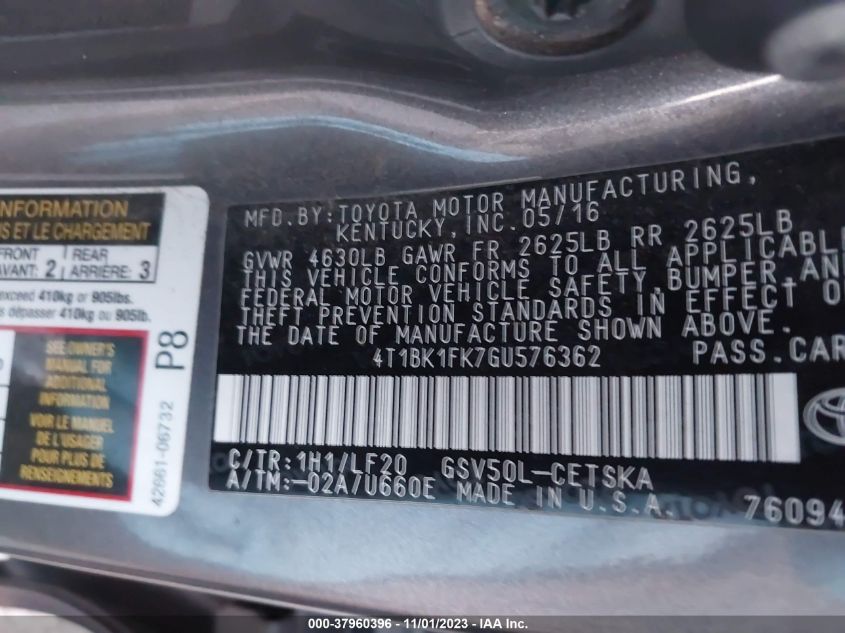 INFORMATION
US ET LE CHARGEMENT
FRONT
AVANT: 2
REAR
ARRIÈRE: 3
exceed 410kg or 905lbs.
dépasser 410kg ou 905lb.
SEE OWNER'S
MANUAL FOR
ADDITIONAL
INFORMATION
VOIR LE MANUEL
DE L'USAGER
POUR PLUS DE
RENSEIGNEMENTS
P8
42661-06732
MFD.BY:TOYOTA MOTOR MANUFACTURING,
KENTUCKY, INC. 05/16
GVWR 4630LB GAWR FR 2625LB RR 2625LB
THIS VEHICLE CONFORMS TO ALL APPLICABLE
FEDERAL MOTOR VEHICLE SAFETY, BUMPER, AND
THEFT PREVENTION STANDARDS IN EFFECT O
THE DATE OF MANUFACTURE SHOWN ABOVE.
4T1BK1FK7GU576362 PASS.CAR
C/TR:1H1/LF20 GSV50L-CETSKA
A/TM:-02A/U660E MADE IN U.S.A.
76094
000-37960396 - 11/01/2023 - IAAI.com.